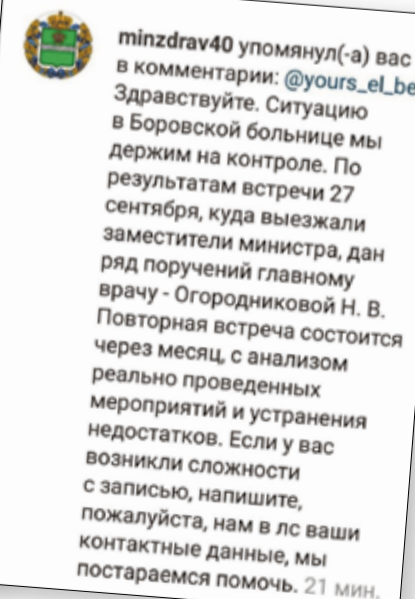 minzdrav40 упомянул(-а) вас
в комментарии: @yours_el_be
Здравствуйте. Ситуацию
в Боровской больнице мы
держим на контроле. По
результатам встречи 27
сентября, куда выезжали
заместители министра, дан
ряд поручений главному
врачу - Огородниковой Н. В.
Повторная встреча состоится
через месяц, с анализом
реально проведенных
мероприятий и устранения
недостатков. Если у вас
возникли сложности
с записью, напишите,
пожалуйста, нам в лс ваши
контактные данные, мы
постараемся помочь. 21 мин.